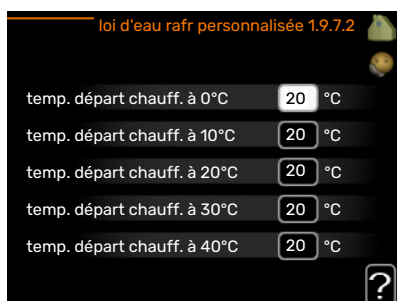 loi d'eau rafr personnalisée 1.9.7.2
temp. départ chauff. à 0°C 20 °C
temp. départ chauff. à 10°C 20 °C
temp. départ chauff. à 20°C 20 °C
temp. départ chauff. à 30°C 20 °C
temp. départ chauff. à 40°C 20 °C
?